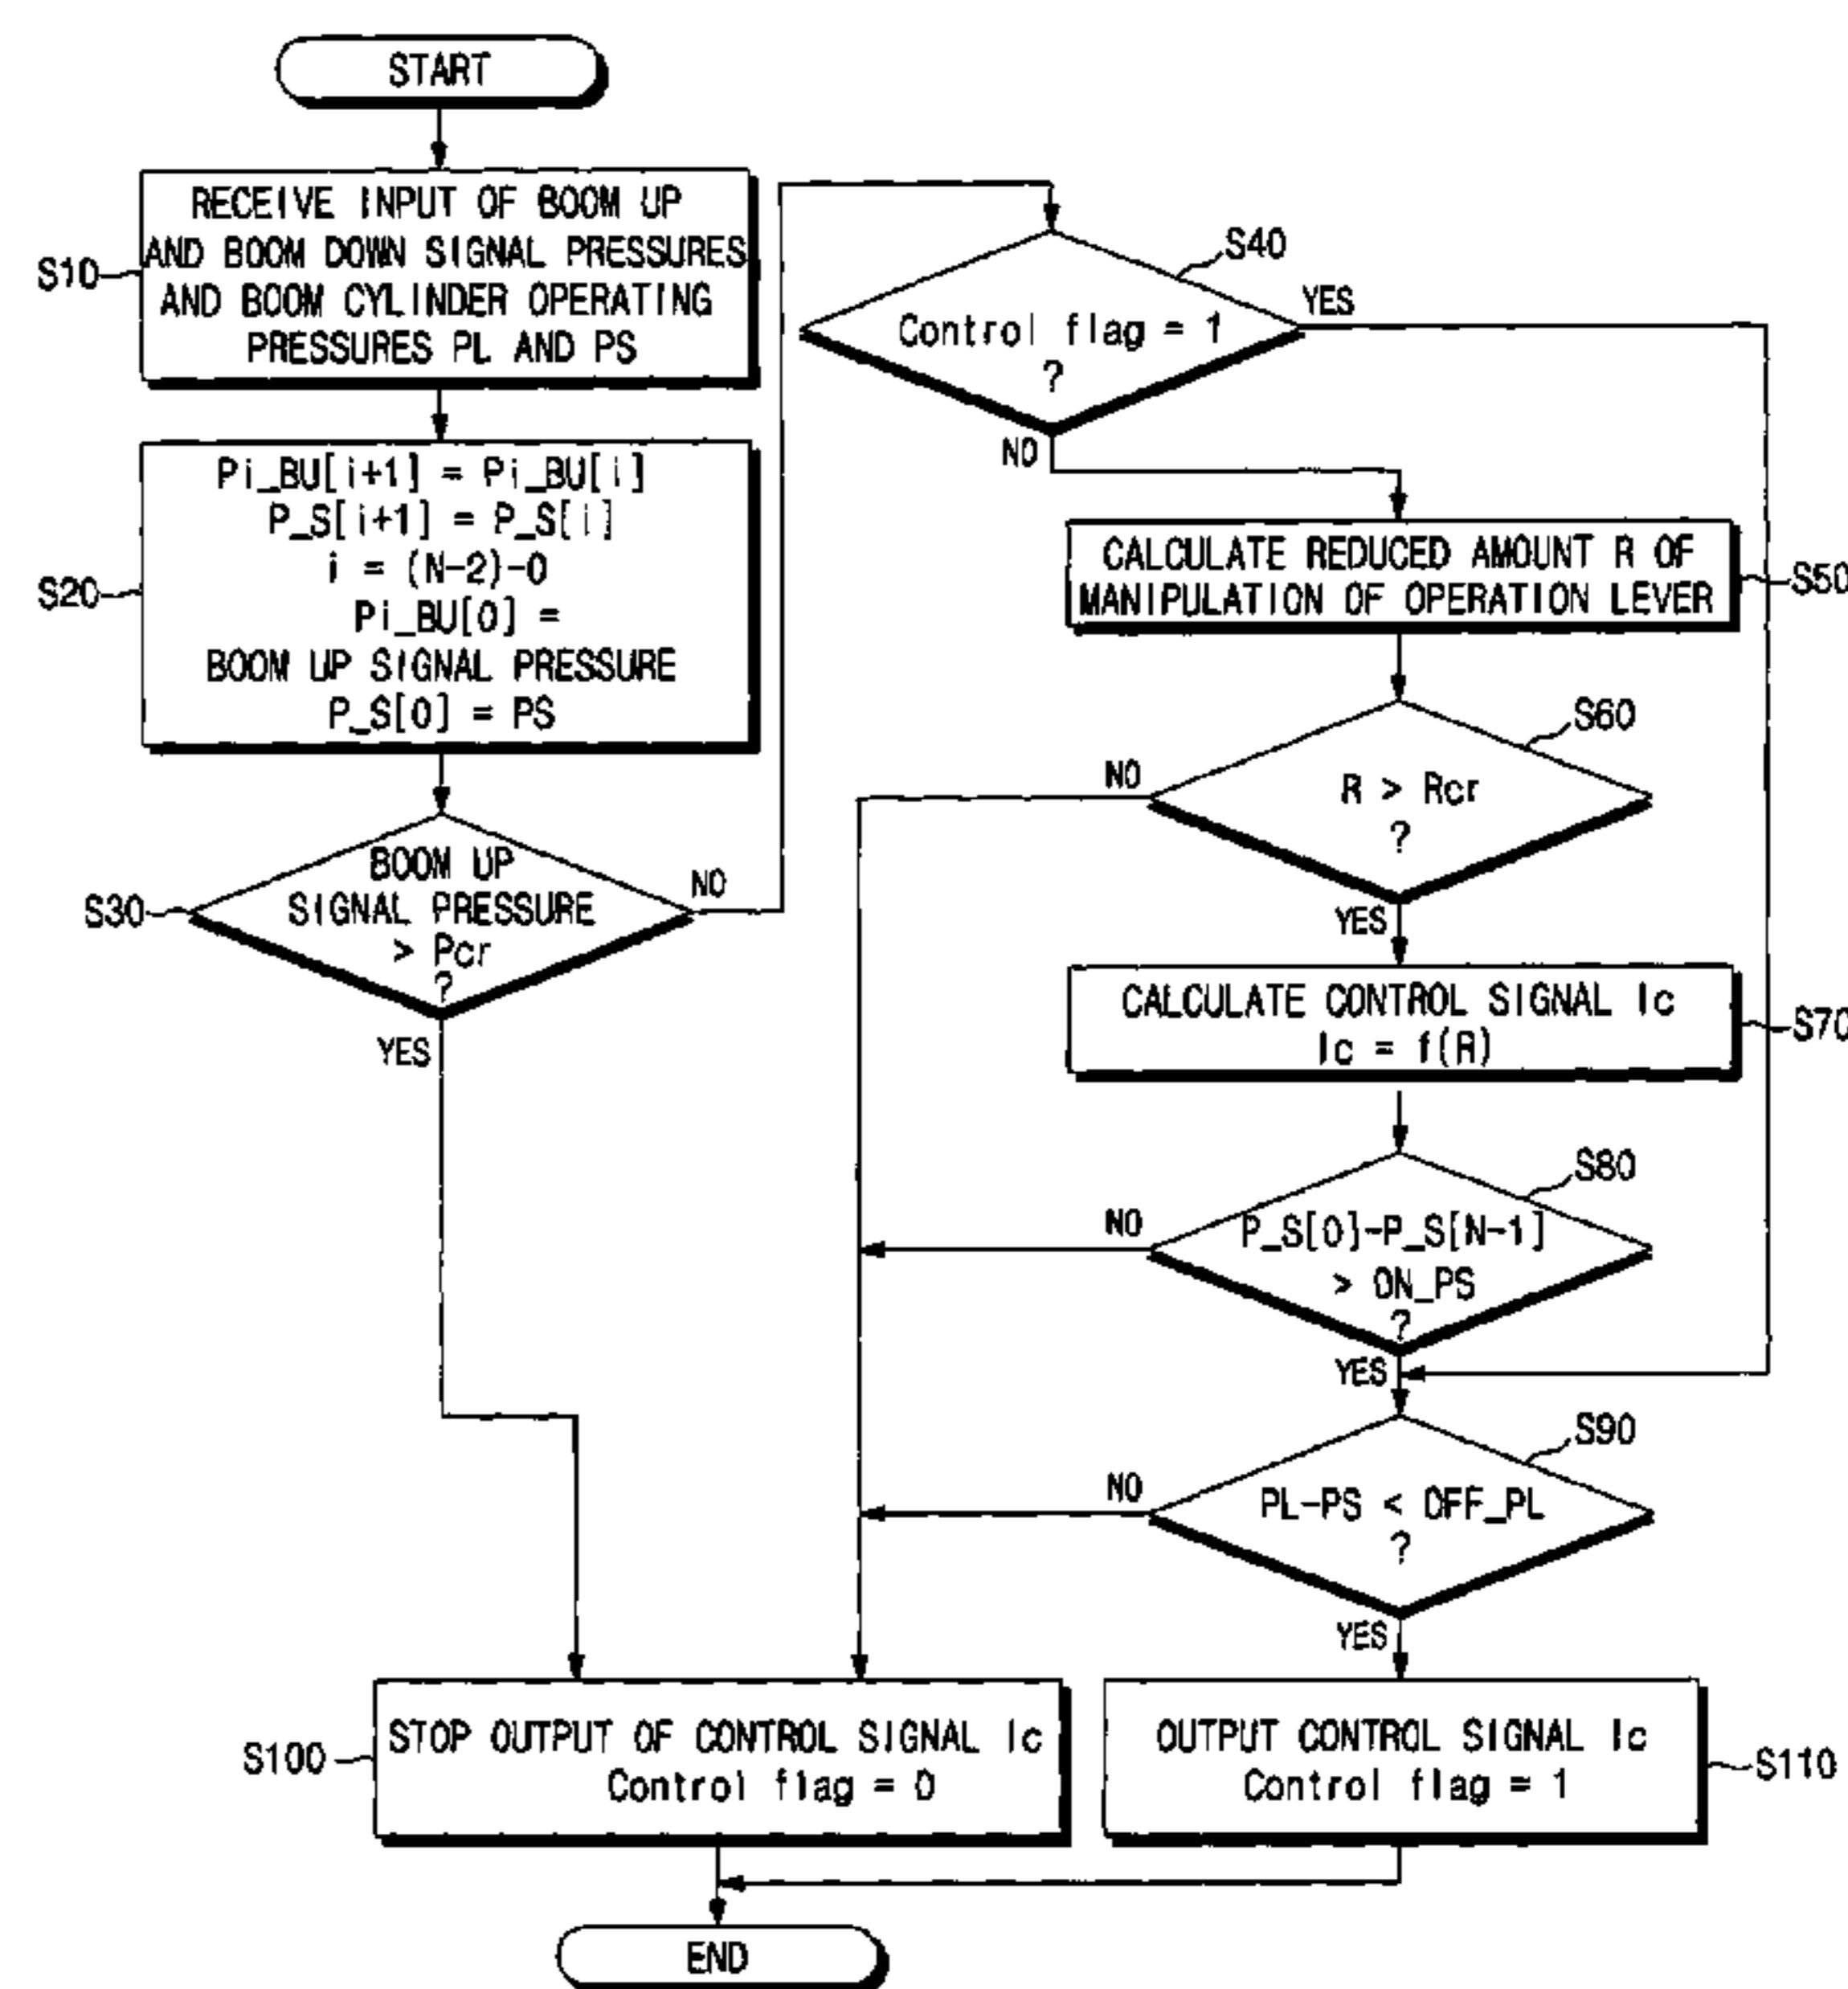 START
S10
RECEIVE INPUT OF BOOM UP
AND BOOM DOWN SIGNAL PRESSURES
AND BOOM CYLINDER OPERATING
PRESSURES PL AND PS
S20
Pi_BU[i+1] = Pi_BU[i]
P_S[i+1] = P_S[i]
i = (N-2)-0
Pi_BU[0] =
BOOM UP SIGNAL PRESSURE
P_S[0] = PS
S30
BOOM UP
SIGNAL PRESSURE
> Pcr
?
NO
YES
S40
Control flag = 1
?
YES
NO
CALCULATE REDUCED AMOUNT R OF
MANIPULATION OF OPERATION LEVER
S50
S60
R > Rcr
?
NO
YES
CALCULATE CONTROL SIGNAL Ic
Ic = f(R)
S70
S80
P_S[0]-P_S[N-1]
> ON_PS
?
NO
YES
S90
PL-PS < OFF_PL
?
NO
YES
S100
STOP OUTPUT OF CONTROL SIGNAL Ic
Control flag = 0
OUTPUT CONTROL SIGNAL Ic
Control flag = 1
S110
END